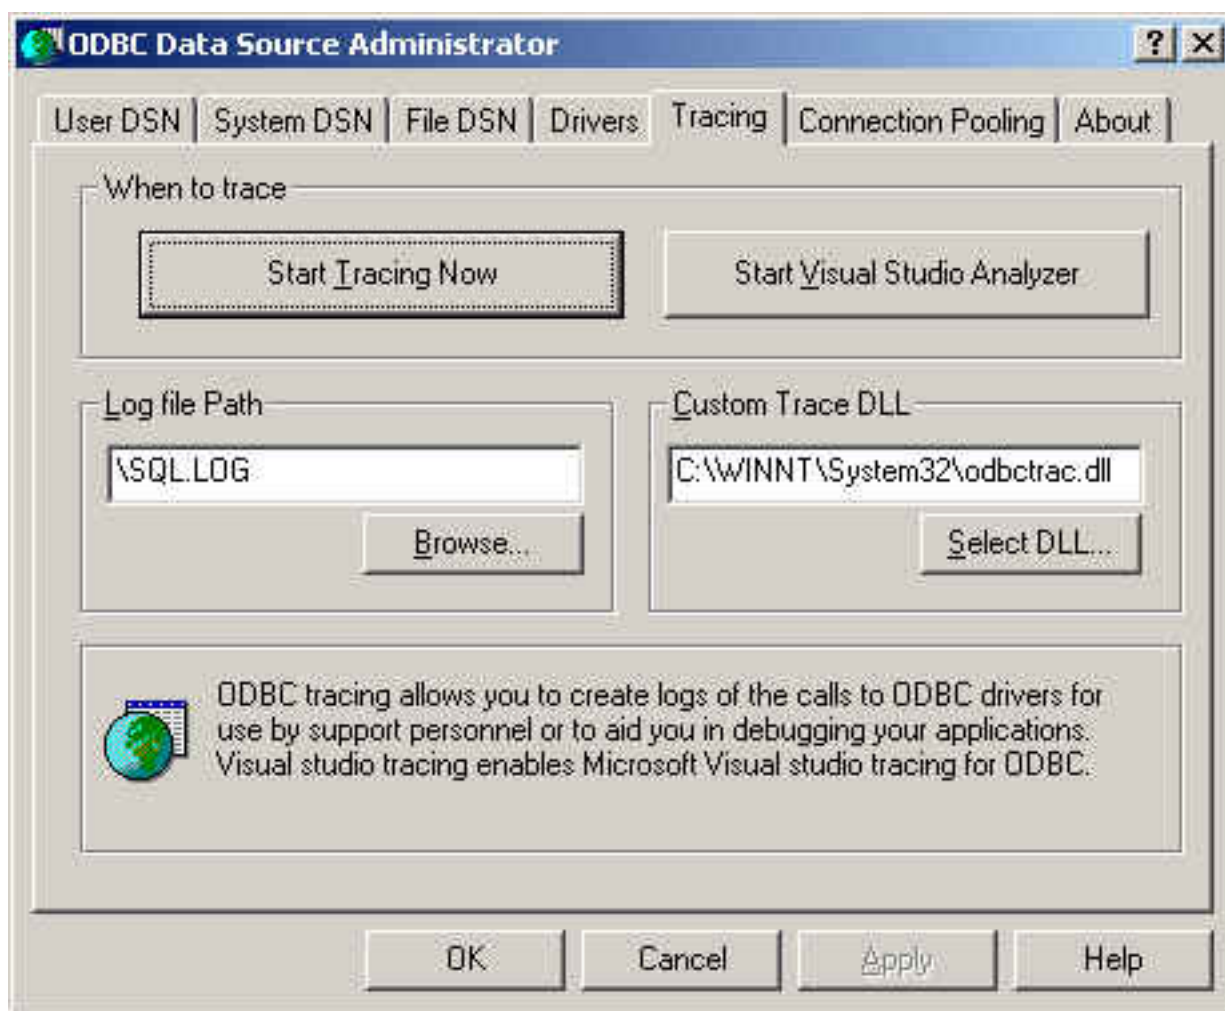 ODBC Data Source Administrator
User DSN System DSN File DSN Drivers Tracing Connection Pooling About
When to trace
Start Tracing Now Start Visual Studio Analyzer
Log file Path Custom Trace DLL
\SQL.LOG C:\WINNT\System32\odbctrac.dll
Browse... Select DLL...
ODBC tracing allows you to create logs of the calls to ODBC drivers for
use by support personnel or to aid you in debugging your applications.
Visual studio tracing enables Microsoft Visual studio tracing for ODBC.
OK Cancel Apply Help